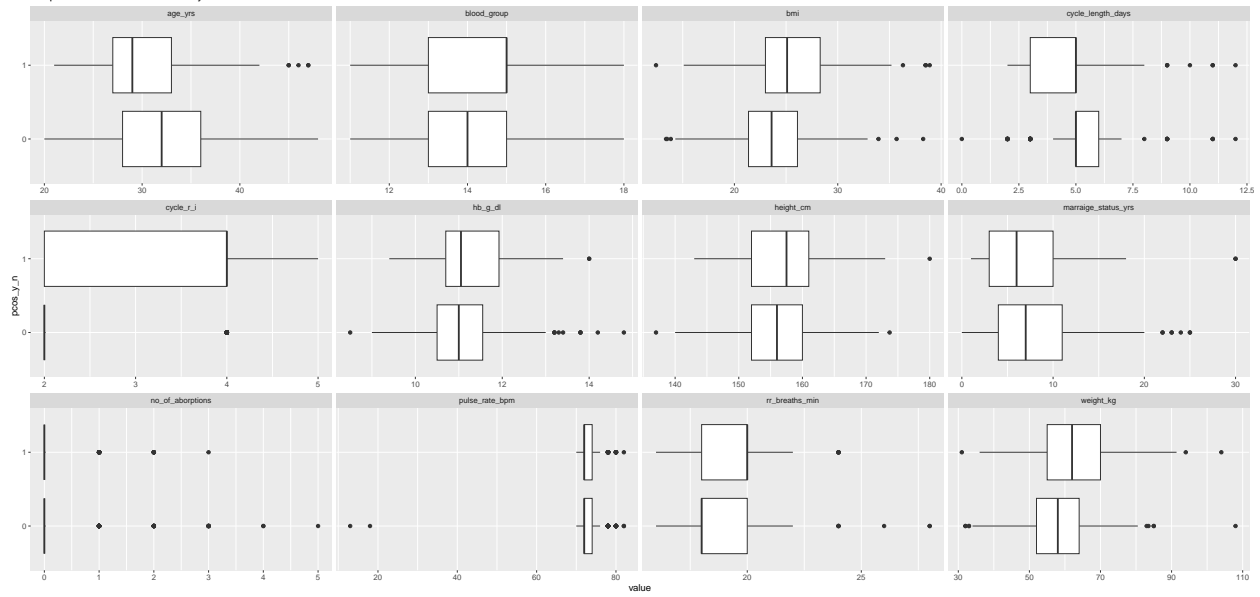 age_yrs blood_group bmi cycle_length_days
1
0
20 30 40 12 14 16 18 20 30 40 0.0 2.5 5.0 7.5 10.0 12.5
cycle_r_i hb_g_dl height_cm marraige_status_yrs
1
0
2 3 4 5 10 12 14 140 150 160 170 180 0 10 20 30
pcos_y_n
no_of_aborptions pulse_rate_bpm rr_breaths_min weight_kg
1
0
0 1 2 3 4 5 20 40 60 80 20 25 30 50 70 90 110
value